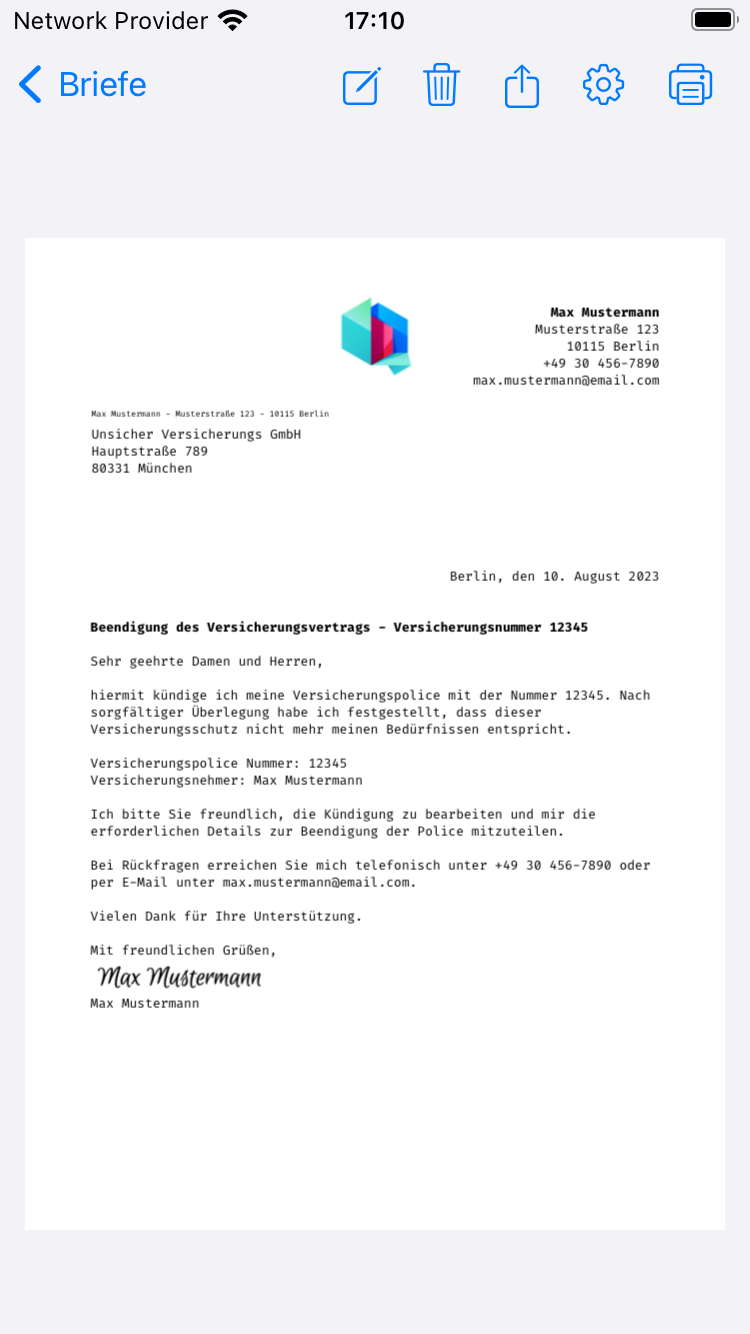 Network Provider 17:10
Briefe
Max Mustermann
Musterstraße 123
10115 Berlin
+49 30 456-7890
max.mustermann@email.com
Max Mustermann - Musterstraße 123 - 10115 Berlin
Unsicher Versicherungs GmbH
Hauptstraße 789
80331 München
Berlin, den 10. August 2023
Beendigung des Versicherungsvertrags - Versicherungsnummer 12345
Sehr geehrte Damen und Herren,
hiermit kündige ich meine Versicherungspolice mit der Nummer 12345. Nach
sorgfältiger Überlegung habe ich festgestellt, dass dieser
Versicherungsschutz nicht mehr meinen Bedürfnissen entspricht.
Versicherungspolice Nummer: 12345
Versicherungsnehmer: Max Mustermann
Ich bitte Sie freundlich, die Kündigung zu bearbeiten und mir die
erforderlichen Details zur Beendigung der Police mitzuteilen.
Bei Rückfragen erreichen Sie mich telefonisch unter +49 30 456-7890 oder
per E-Mail unter max.mustermann@email.com.
Vielen Dank für Ihre Unterstützung.
Mit freundlichen Grüßen,
Max Mustermann
Max Mustermann